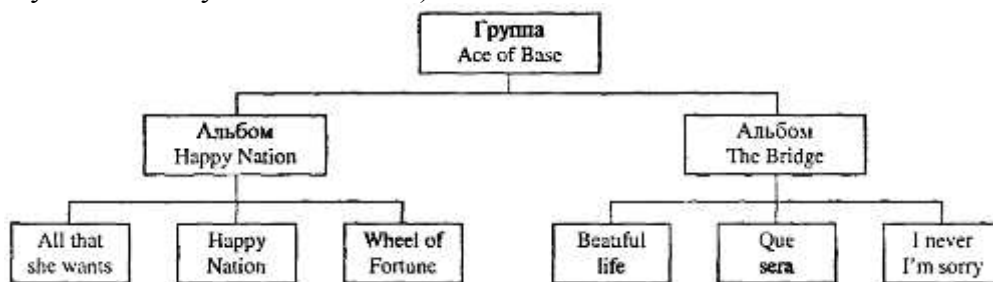 Группа
Ace of Base
Альбом
Happy Nation
Альбом
The Bridge
All that
she wants
Happy
Nation
Wheel of
Fortune
Beatiful
life
Que
sera
I never
I'm sorry